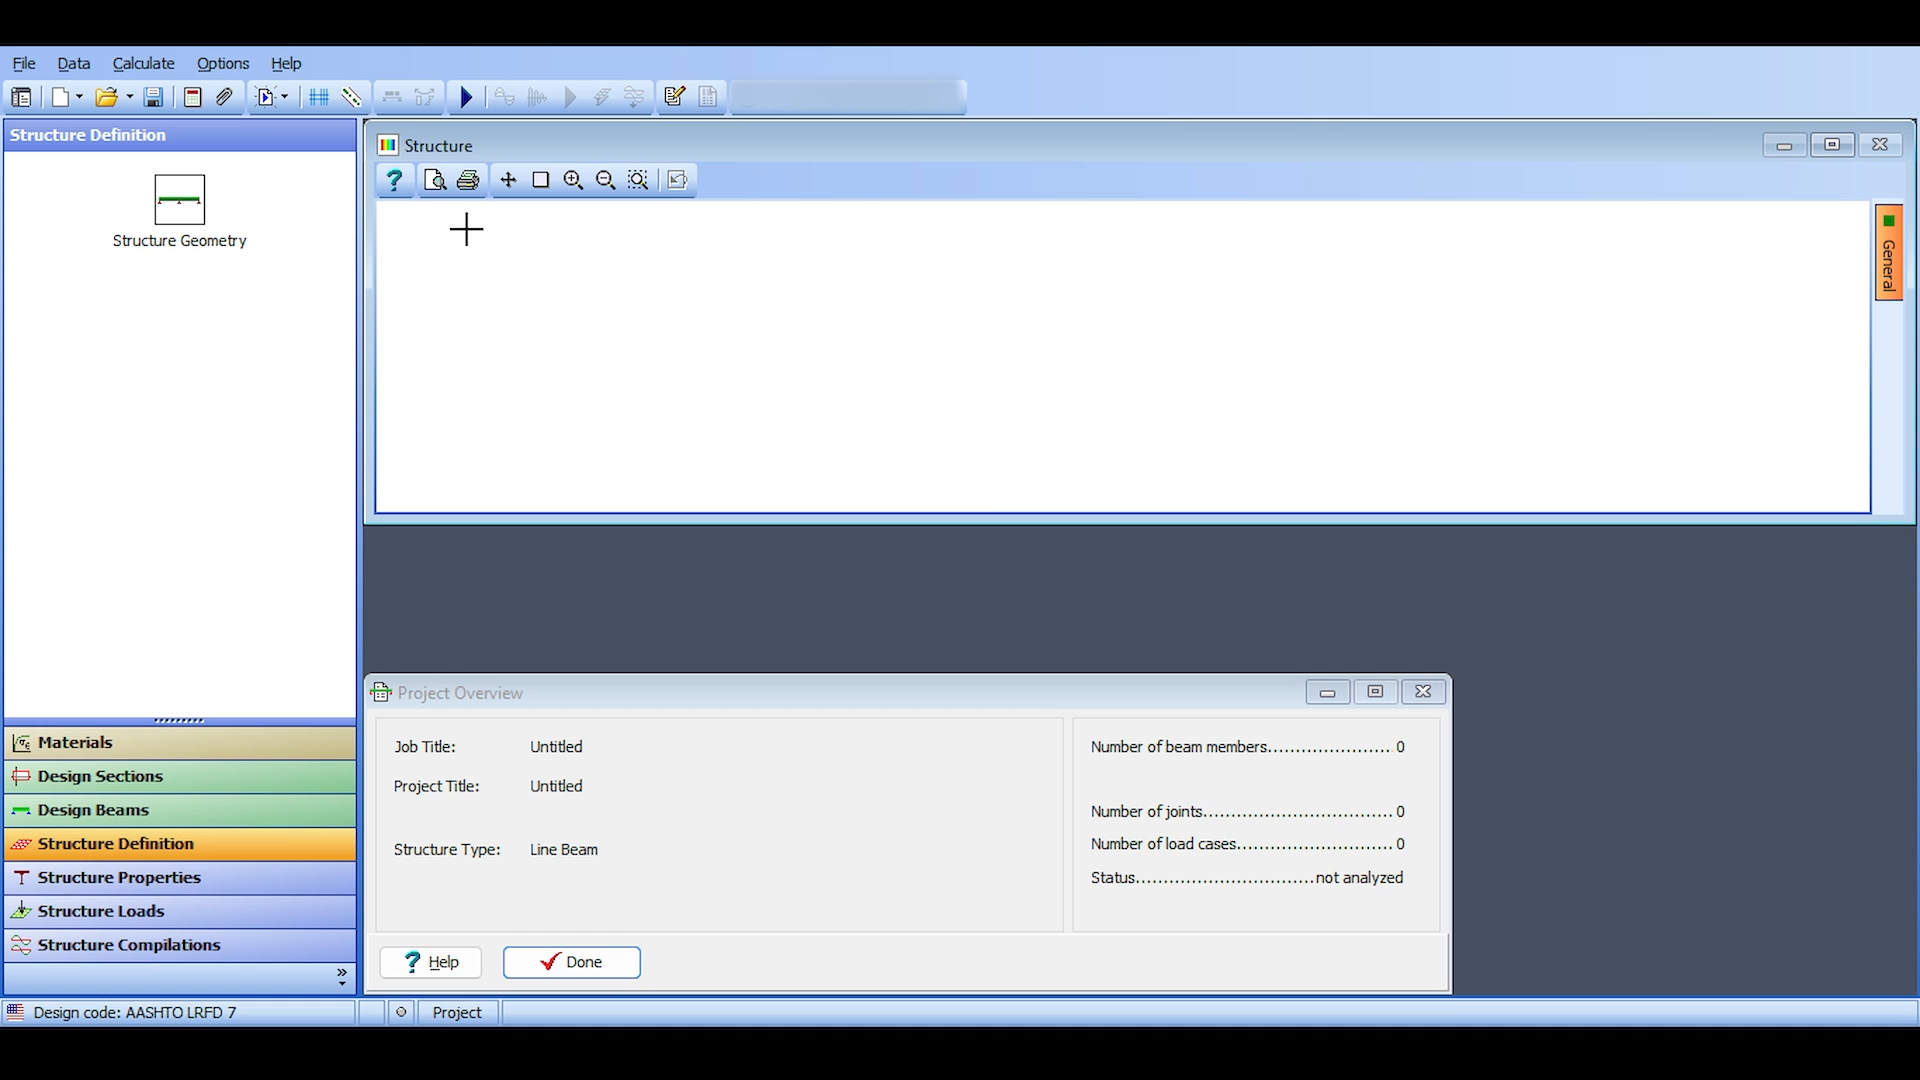 File Data Calculate Options Help
Structure Definition
Structure Geometry
Materials
Design Sections
Design Beams
Structure Definition
Structure Properties
Structure Loads
Structure Compilations
Structure
General
Project Overview
Job Title: Untitled
Project Title: Untitled
Structure Type: Line Beam
Number of beam members....................... 0
Number of joints................................... 0
Number of load cases............................. 0
Status.................................not analyzed
? Help
Done
Design code: AASHTO LRFD 7
Project